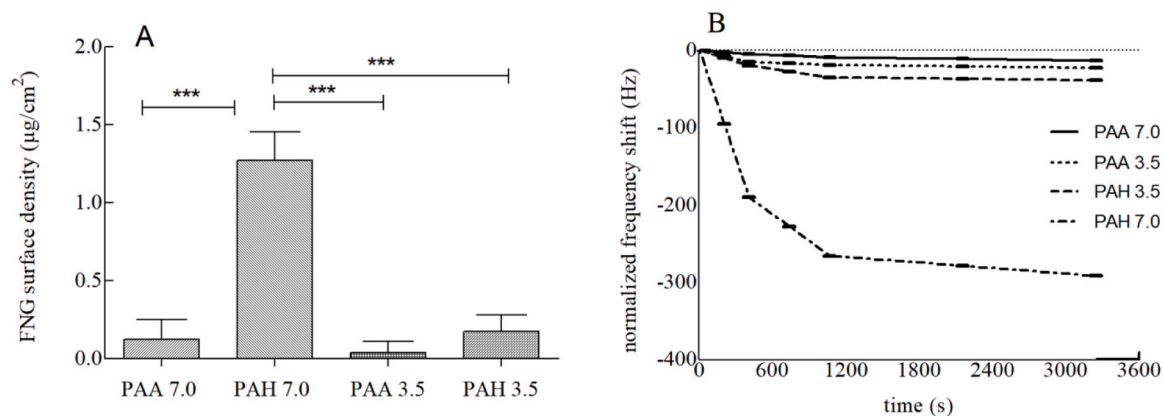 A
FNG surface density (µg/cm²)
2.0
1.5
1.0
0.5
0.0
***
***
***
PAA 7.0 PAH 7.0 PAA 3.5 PAH 3.5
B
normalized frequency shift (Hz)
0
-100
-200
-300
-400
PAA 7.0
PAA 3.5
PAH 3.5
PAH 7.0
0 600 1200 1800 2400 3000 3600
time (s)